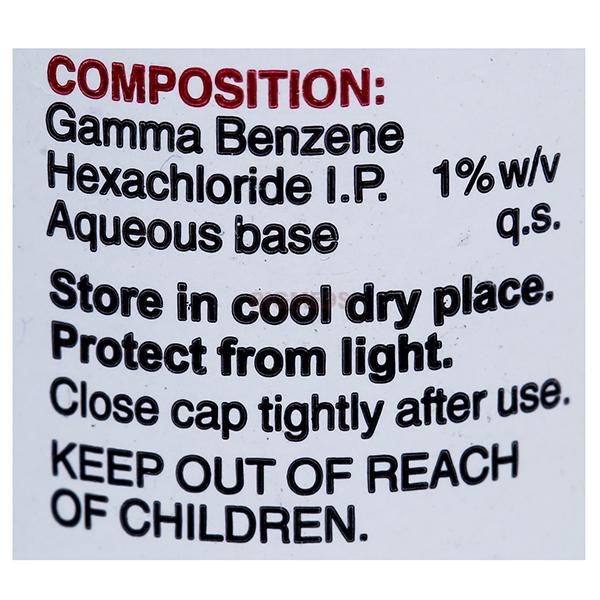 COMPOSITION:
Gamma Benzene
Hexachloride I.P. 1% w/v
Aqueous base q.s.
Store in cool dry place.
Protect from light.
Close cap tightly after use.
KEEP OUT OF REACH
OF CHILDREN.